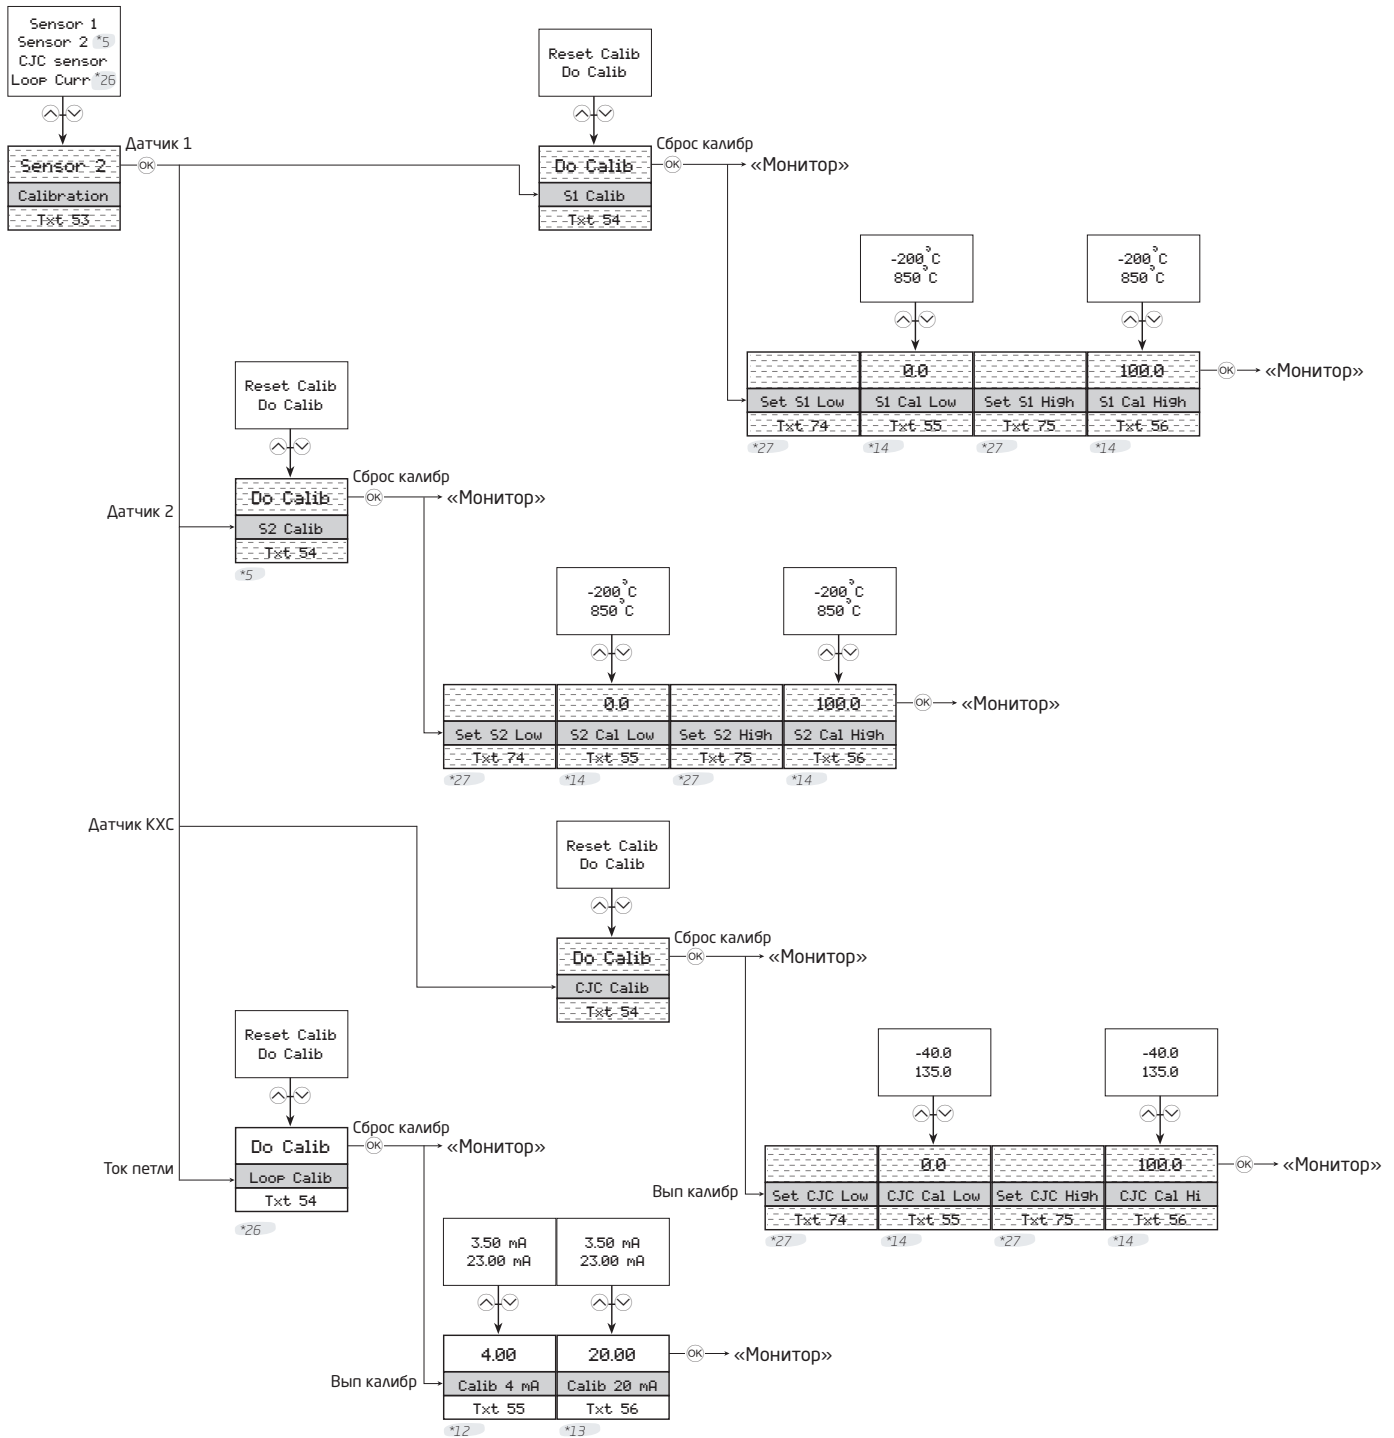 Sensor 1
Sensor 2 *5
CJC sensor
Loop Curr *26
Reset Calib
Do Calib
Датчик 1
Sensor 2
OK
Calibration
Txt 53
Сброс калибр
Do Calib
OK
«Монитор»
S1 Calib
Txt 54
-200°C
850°C
-200°C
850°C
0.0
100.0
OK
«Монитор»
Set S1 Low
S1 Cal Low
Set S1 High
S1 Cal High
Txt 74
Txt 55
Txt 75
Txt 56
*27
*14
*27
*14
Reset Calib
Do Calib
Сброс калибр
Do Calib
OK
«Монитор»
Датчик 2
S2 Calib
Txt 54
*5
-200°C
850°C
-200°C
850°C
0.0
100.0
OK
«Монитор»
Set S2 Low
S2 Cal Low
Set S2 High
S2 Cal High
Txt 74
Txt 55
Txt 75
Txt 56
*27
*14
*27
*14
Датчик КХС
Reset Calib
Do Calib
Сброс калибр
Do Calib
OK
«Монитор»
CJC Calib
Txt 54
-40.0
135.0
-40.0
135.0
0.0
100.0
OK
«Монитор»
Вып калибр
Set CJC Low
CJC Cal Low
Set CJC High
CJC Cal Hi
Txt 74
Txt 55
Txt 75
Txt 56
*27
*14
*27
*14
Reset Calib
Do Calib
Сброс калибр
Do Calib
OK
«Монитор»
Ток петли
Loop Calib
Txt 54
*26
3.50 mA
23.00 mA
3.50 mA
23.00 mA
4.00
20.00
OK
«Монитор»
Вып калибр
Calib 4 mA
Calib 20 mA
Txt 55
Txt 56
*12
*13